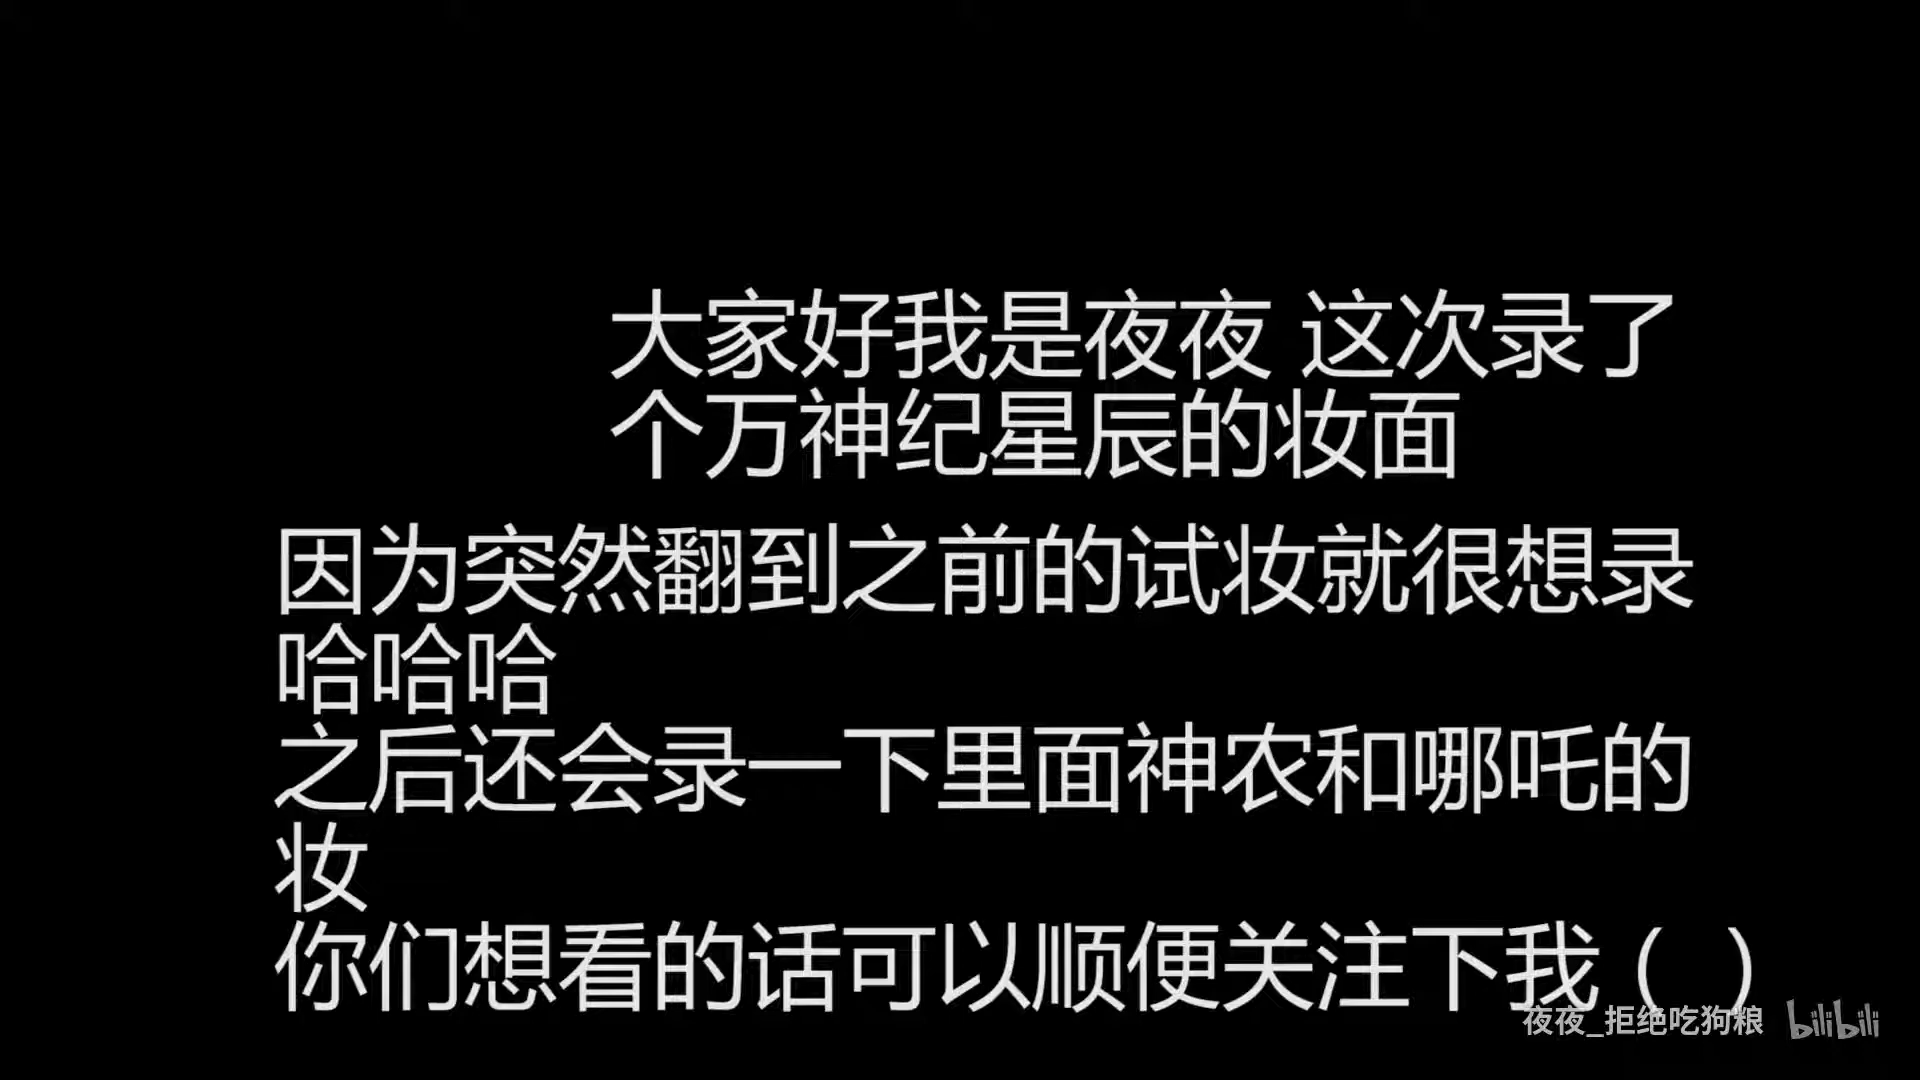 大家好我是夜夜 这次录了
个万神纪星辰的妆面
因为突然翻到之前的试妆就很想录
哈哈哈
之后还会录一下里面神农和哪吒的
妆
你们想看的话可以顺便关注下我（ ）
夜夜_拒绝吃狗粮 bilibili